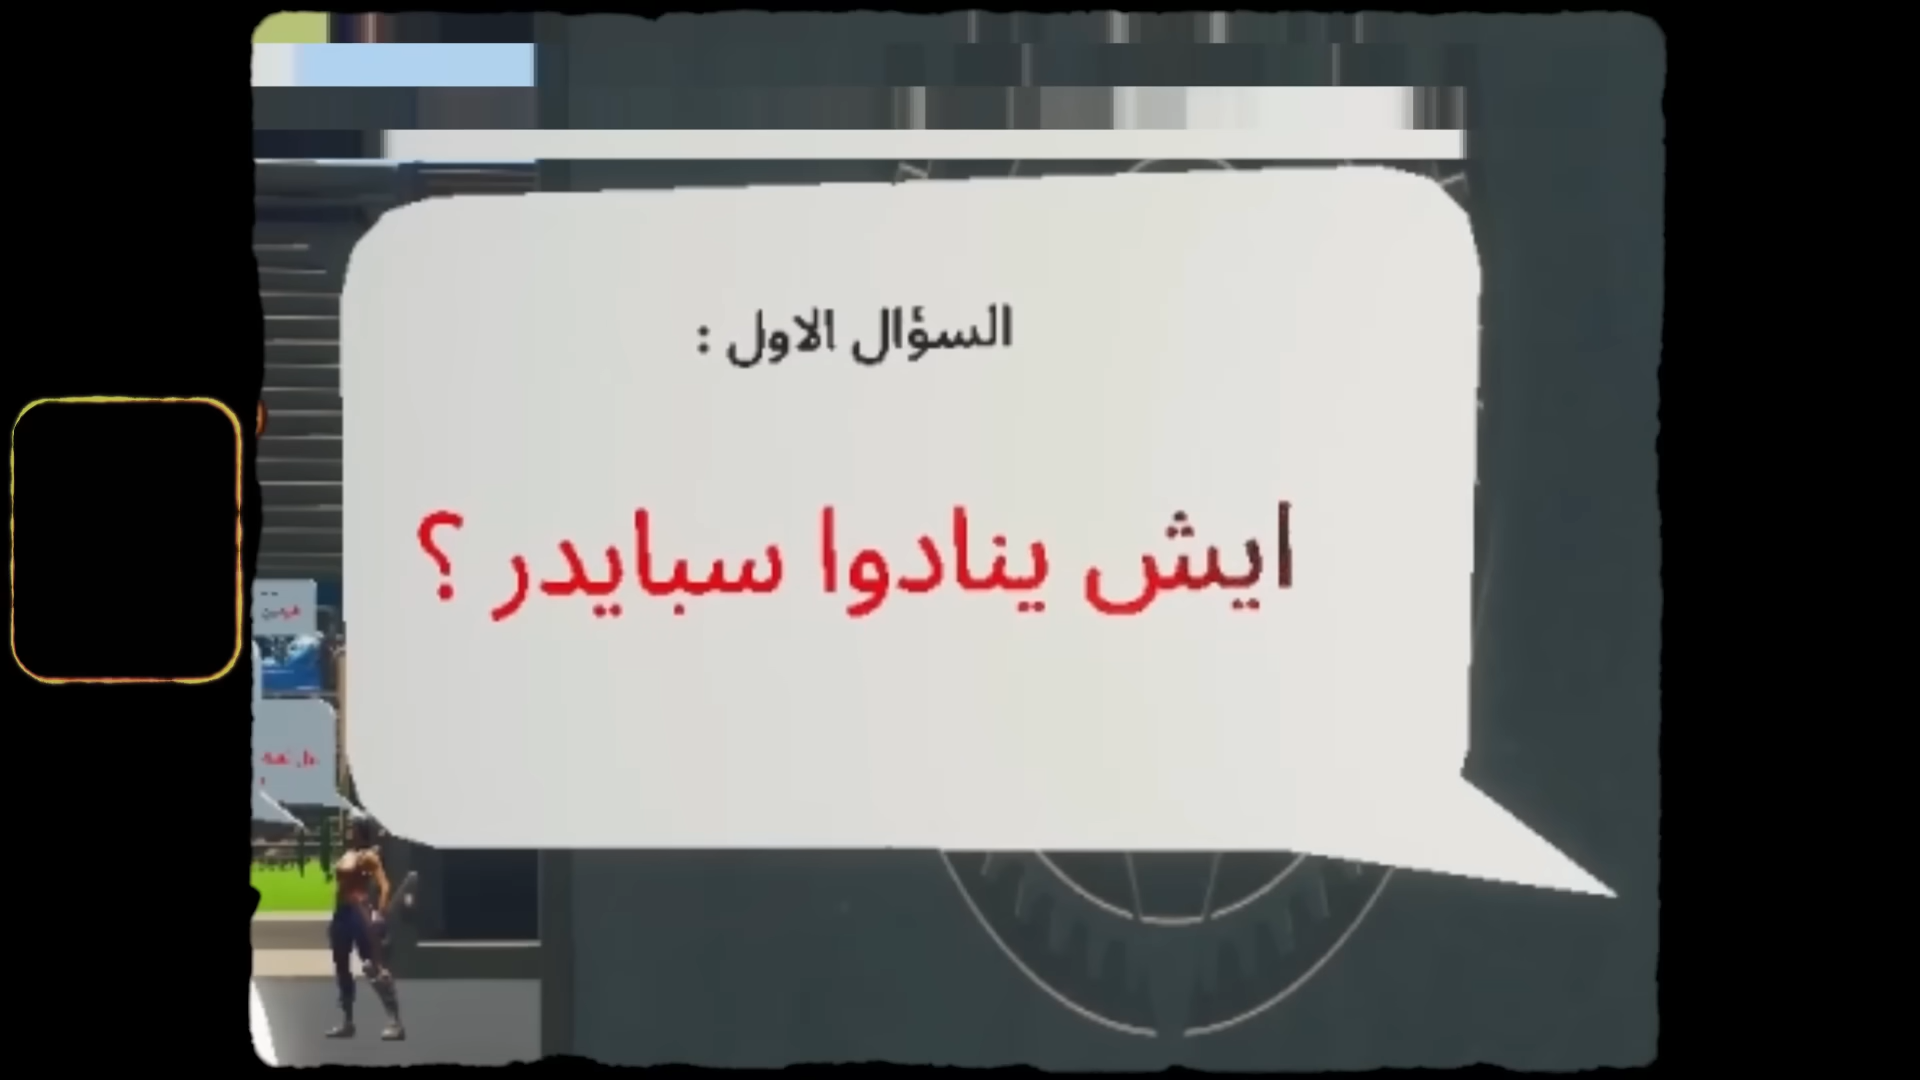 السؤال الاول :
ايش ينادوا سبايدر ؟